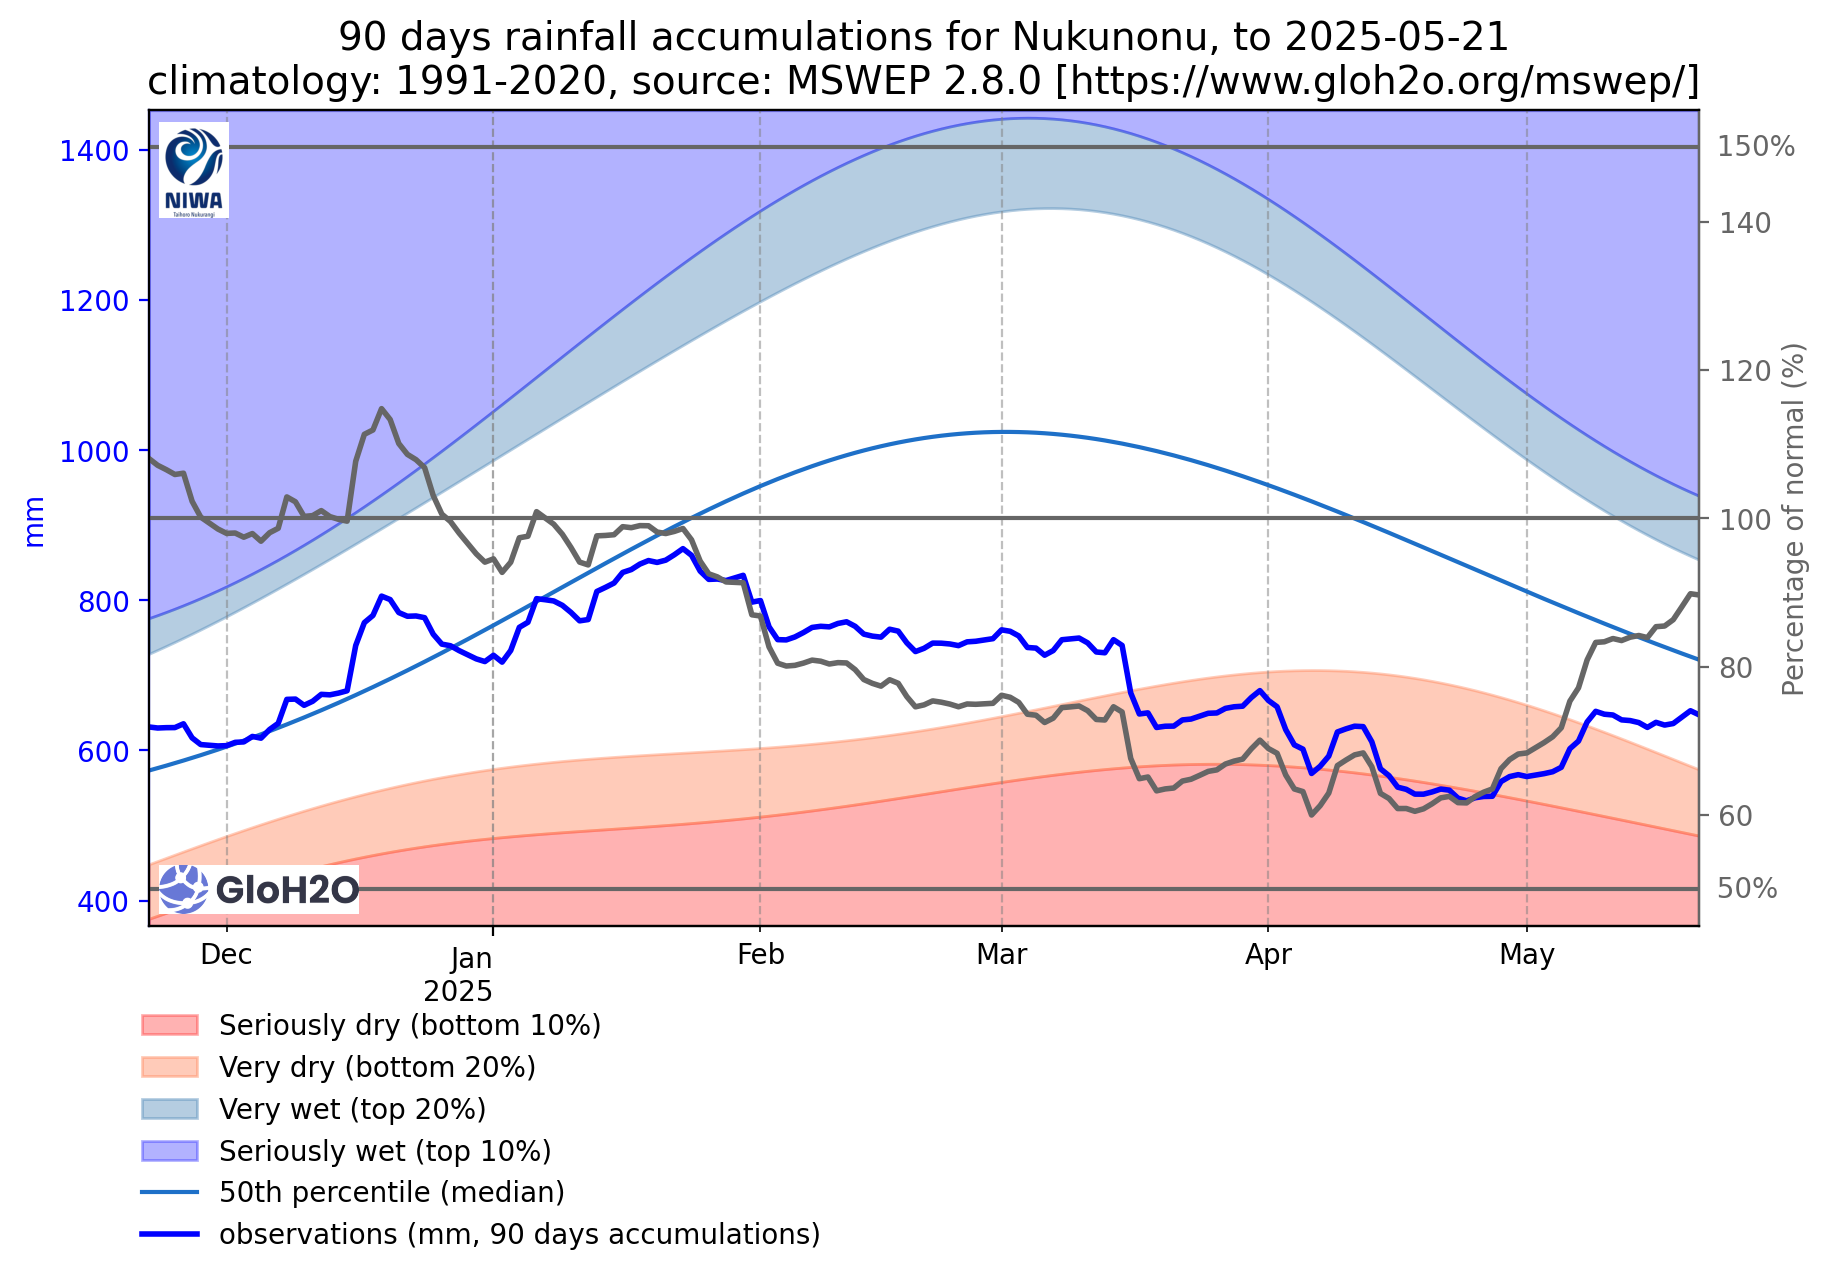 90 days rainfall accumulations for Nukunonu, to 2025-05-21
climatology: 1991-2020, source: MSWEP 2.8.0 [https://www.gloh2o.org/mswep/]
NIWA
Taihoro Nukurangi
1400
1200
1000
800
600
400
mm
150%
140
120
100
80
60
50%
Percentage of normal (%)
GloH2O
Dec
Jan
2025
Feb
Mar
Apr
May
Seriously dry (bottom 10%)
Very dry (bottom 20%)
Very wet (top 20%)
Seriously wet (top 10%)
50th percentile (median)
observations (mm, 90 days accumulations)